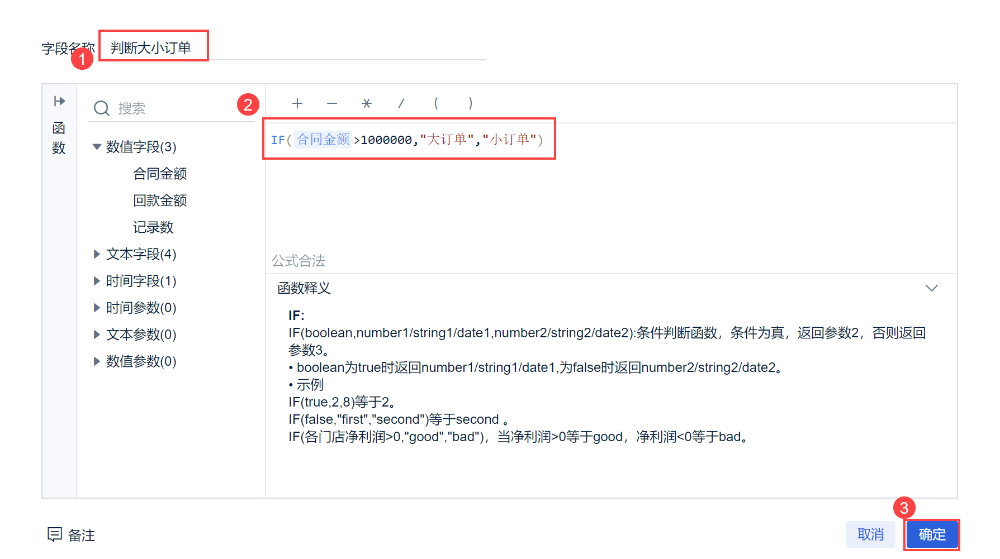 字段名称
1
判断大小订单
函数
搜索
2
+ − * / ( )
数值字段(3)
合同金额
回款金额
记录数
文本字段(4)
时间字段(1)
时间参数(0)
文本参数(0)
数值参数(0)
IF(合同金额>1000000,"大订单","小订单")
公式合法
函数释义
IF:
IF(boolean,number1/string1/date1,number2/string2/date2):条件判断函数，条件为真，返回参数2，否则返回
参数3。
• boolean为true时返回number1/string1/date1,为false时返回number2/string2/date2。
• 示例
IF(true,2,8)等于2。
IF(false,"first","second")等于second 。
IF(各门店净利润>0,"good","bad")，当净利润>0等于good，净利润<0等于bad。
备注
取消
3
确定